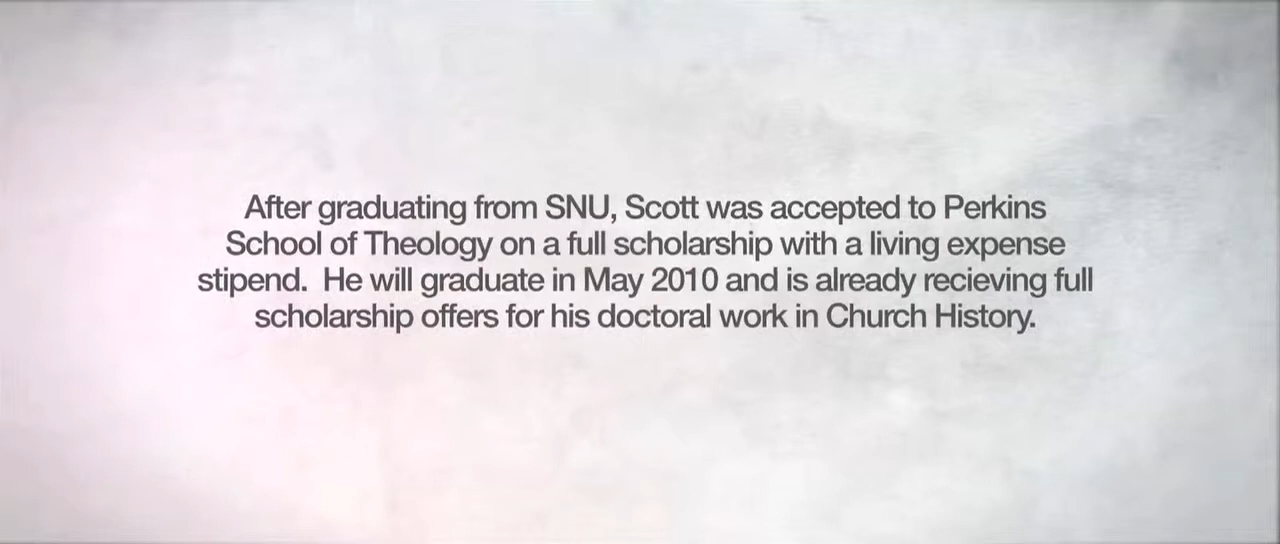 After graduating from SNU, Scott was accepted to Perkins
School of Theology on a full scholarship with a living expense
stipend.  He will graduate in May 2010 and is already recieving full
scholarship offers for his doctoral work in Church History.